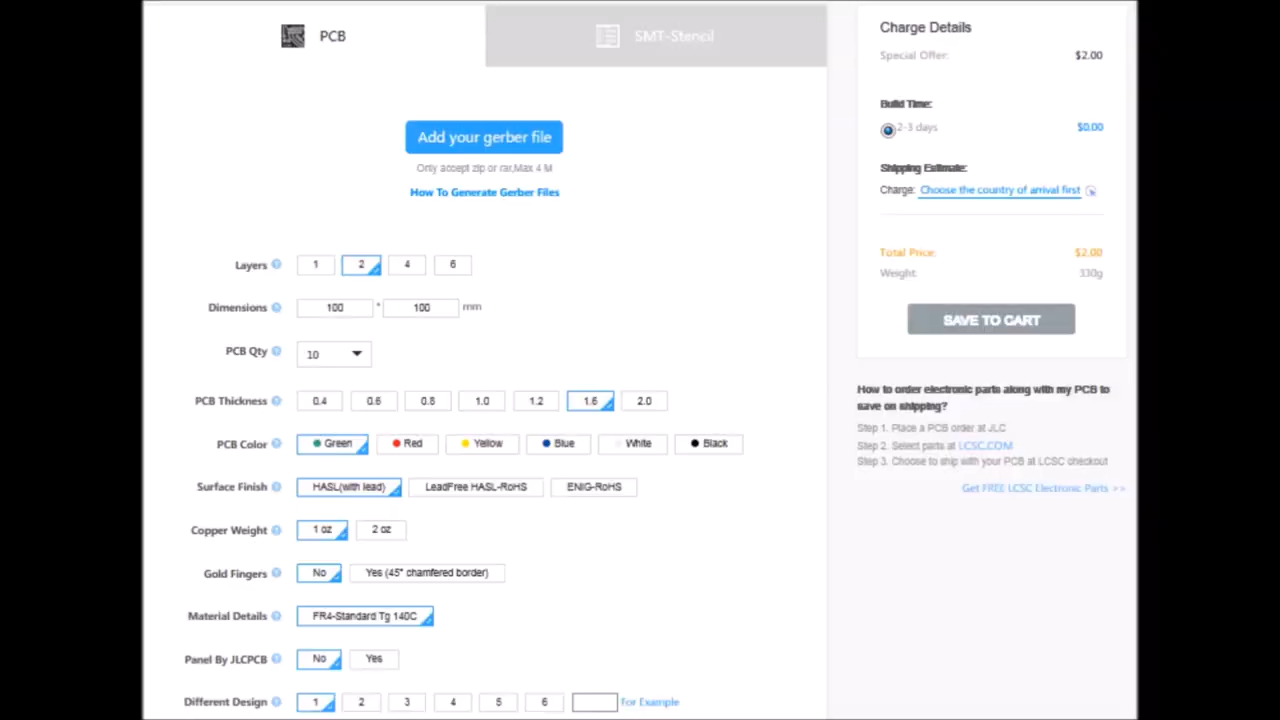 PCB
SMT-Stencil
Add your gerber file
Only accept zip or rar,Max 4 M
How To Generate Gerber Files
Layers 1 2 4 6
Dimensions 100 * 100 mm
PCB Qty 10
PCB Thickness 0.4 0.6 0.8 1.0 1.2 1.6 2.0
PCB Color Green Red Yellow Blue White Black
Surface Finish HASL(with lead) LeadFree HASL-RoHS ENIG-RoHS
Copper Weight 1 oz 2 oz
Gold Fingers No Yes (45° chamfered border)
Material Details FR4-Standard Tg 140C
Panel By JLCPCB No Yes
Different Design 1 2 3 4 5 6 For Example
Charge Details
Special Offer: $2.00
Build Time:
2-3 days $0.00
Shipping Estimate:
Charge: Choose the country of arrival first
Total Price: $2.00
Weight: 330g
SAVE TO CART
How to order electronic parts along with my PCB to
save on shipping?
Step 1. Place a PCB order at JLC
Step 2. Select parts at LCSC.COM
Step 3. Choose to ship with your PCB at LCSC checkout
Get FREE LCSC Electronic Parts >>